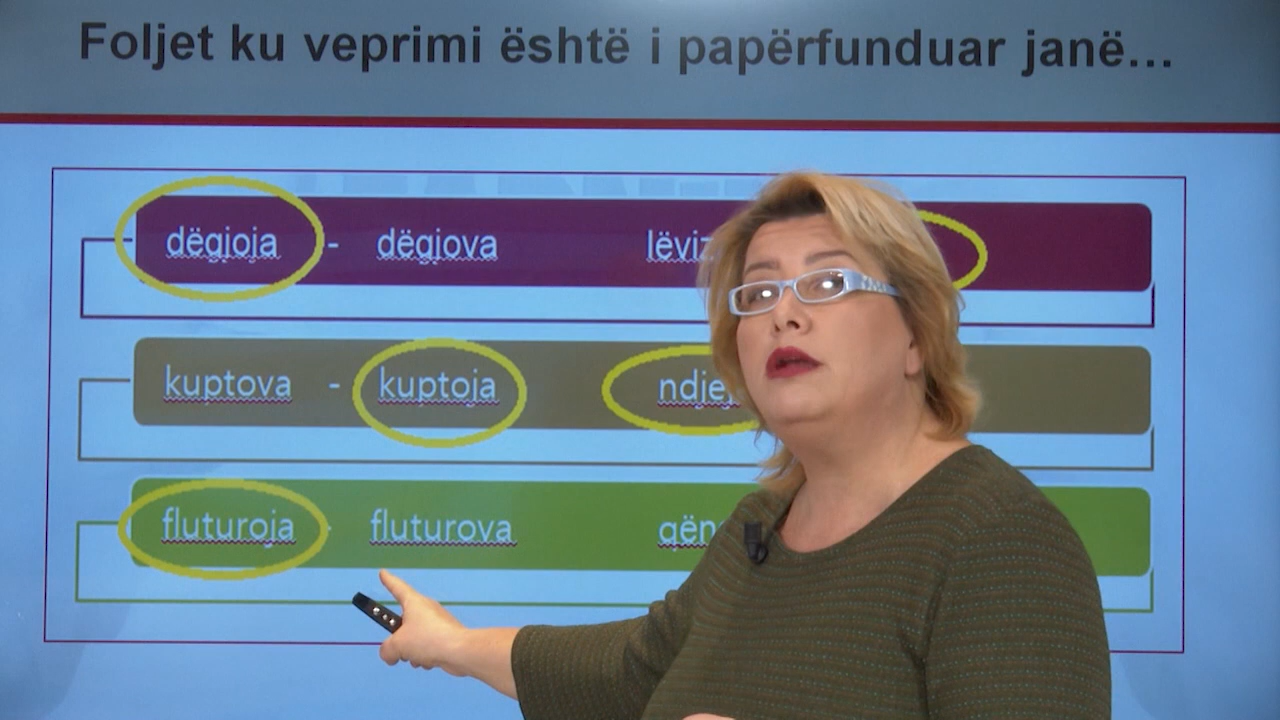 Foljet ku veprimi është i papërfunduar janë...
dëgjoja - dëgjova
kuptova - kuptoja
fluturoja - fluturova